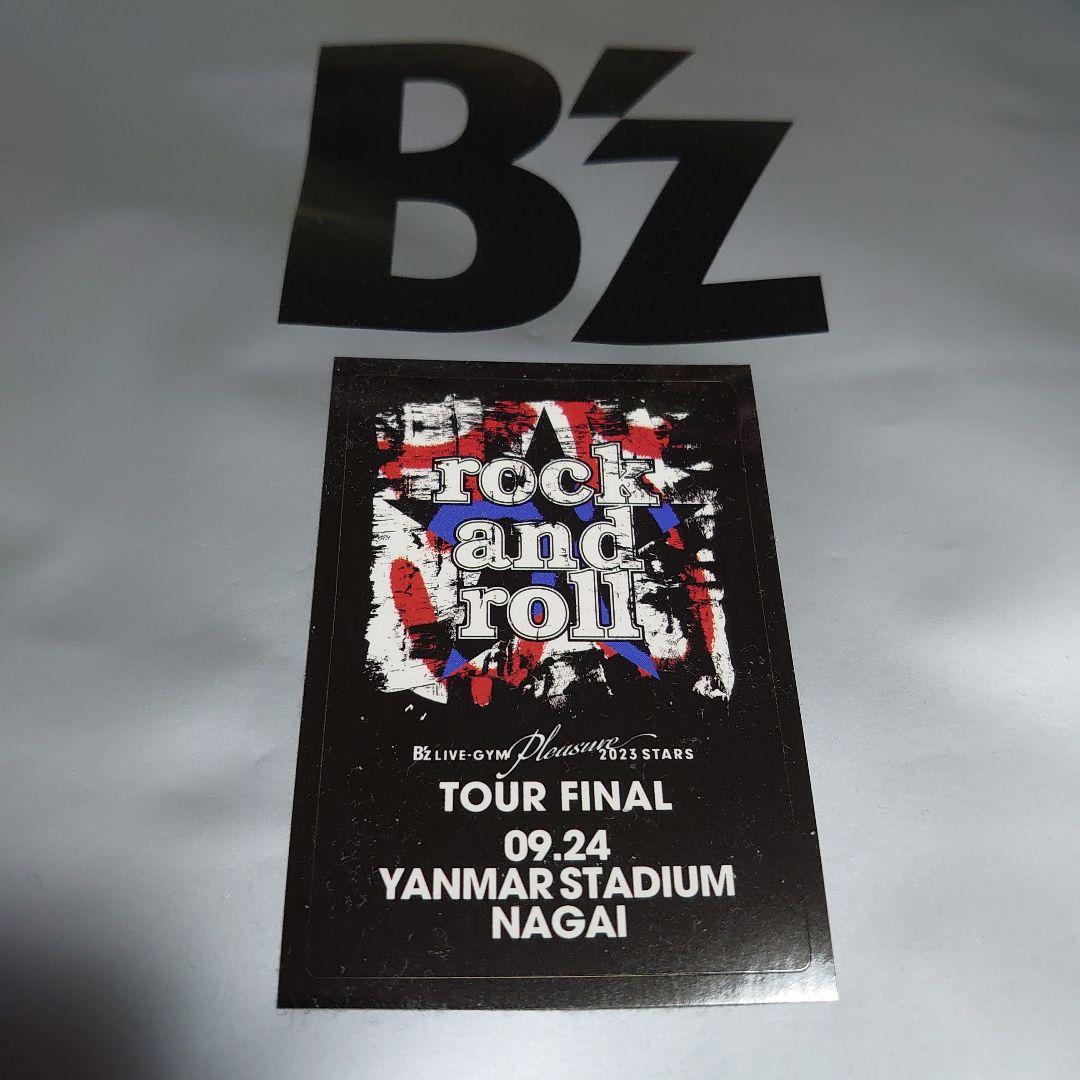 B'z
rock
and
roll
B'z LIVE-GYM Pleasure 2023 STARS
TOUR FINAL
09.24
YANMAR STADIUM
NAGAI